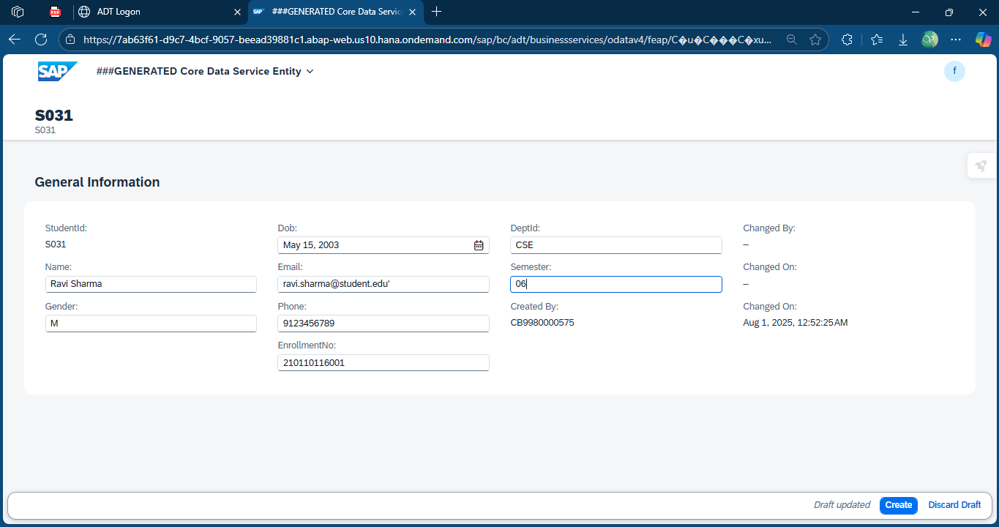 PDF
ADT Logon
SAP
###GENERATED Core Data Servic
https://7ab63f61-d9c7-4bcf-9057-beead39881c1.abap-web.us10.hana.ondemand.com/sap/bc/adt/businessservices/odatav4/feap/C�u�C���C�xu...
SAP
###GENERATED Core Data Service Entity
f
S031
S031
General Information
StudentId:
S031
Name:
Ravi Sharma
Gender:
M
Dob:
May 15, 2003
Email:
ravi.sharma@student.edu'
Phone:
9123456789
EnrollmentNo:
210110116001
DeptId:
CSE
Semester:
06
Created By:
CB9980000575
Changed By:
–
Changed On:
–
Changed On:
Aug 1, 2025, 12:52:25 AM
Draft updated
Create
Discard Draft